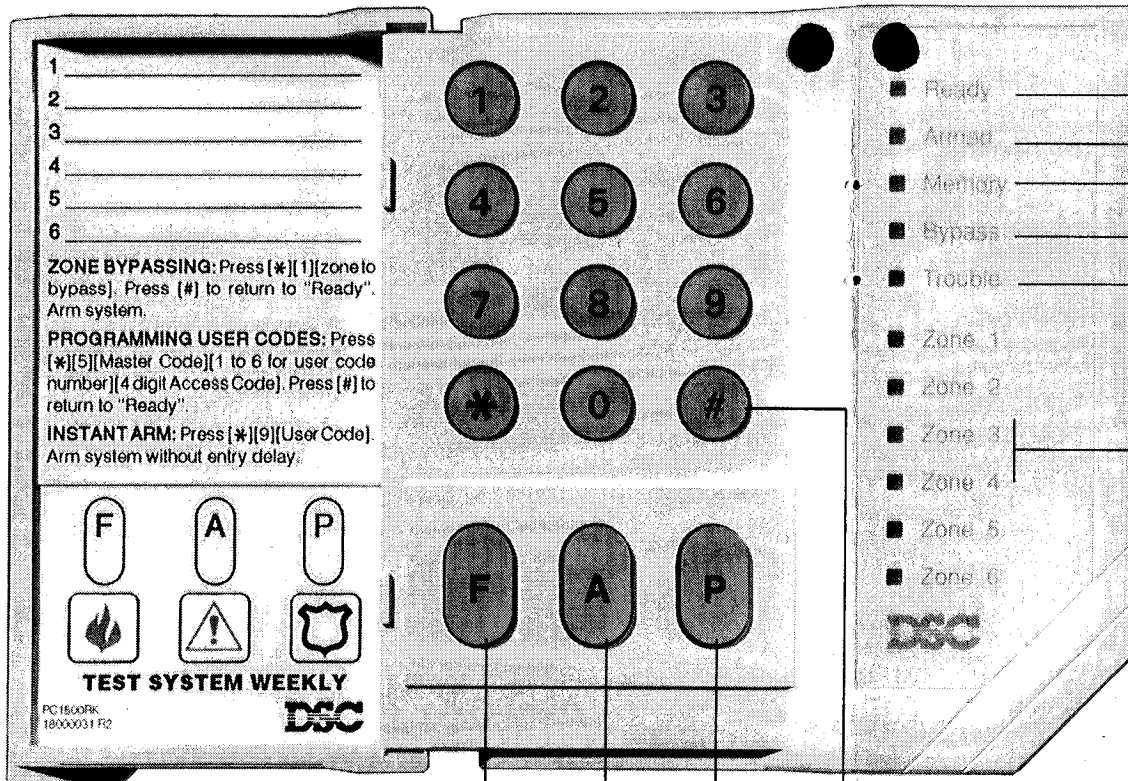 1
2
3
4
5
6
ZONE BYPASSING: Press [*][1][zone to
bypass]. Press [#] to return to "Ready".
Arm system.
PROGRAMMING USER CODES: Press
[*][5][Master Code][1 to 6 for user code
number][4 digit Access Code]. Press [#] to
return to "Ready".
INSTANT ARM: Press [*][9][User Code].
Arm system without entry delay.
F A P
TEST SYSTEM WEEKLY
PC1500RK
18000031 R2
DSC
1 2 3
4 5 6
7 8 9
* 0 #
F A P
Ready
Armed
Memory
Bypass
Trouble
Zone 1
Zone 2
Zone 3
Zone 4
Zone 5
Zone 6
DSC